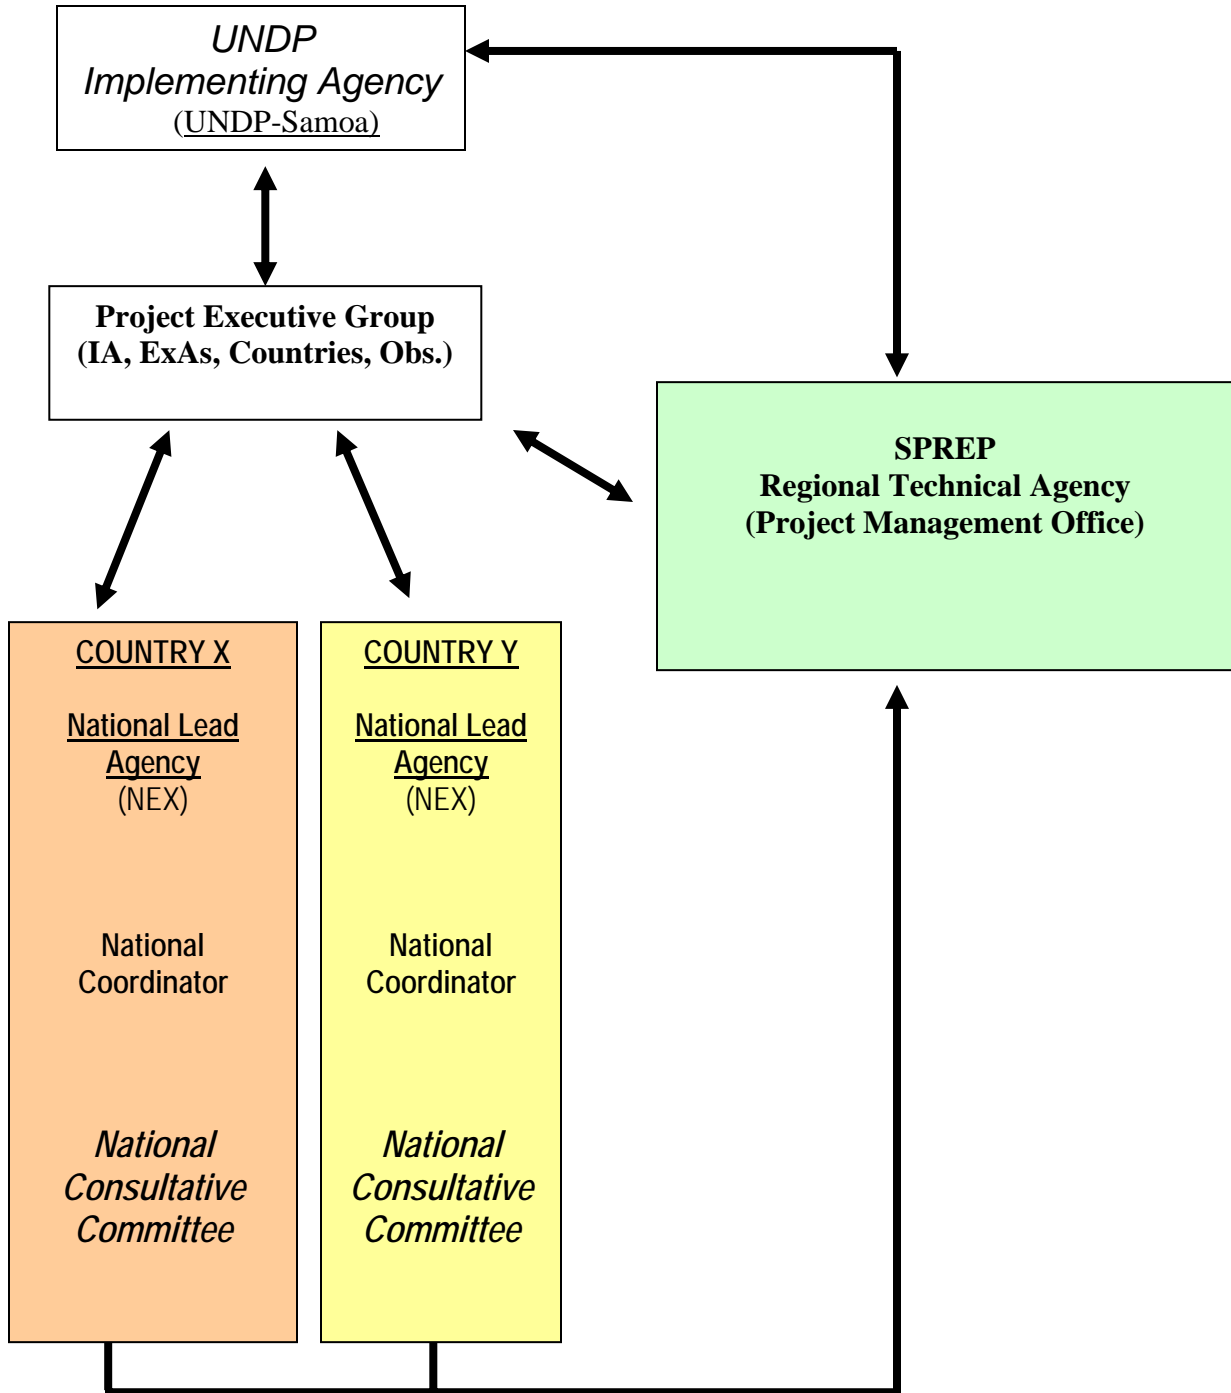 UNDP
Implementing Agency
(UNDP-Samoa)
Project Executive Group
(IA, ExAs, Countries, Obs.)
SPREP
Regional Technical Agency
(Project Management Office)
COUNTRY X
National Lead
Agency
(NEX)
National
Coordinator
National
Consultative
Committee
COUNTRY Y
National Lead
Agency
(NEX)
National
Coordinator
National
Consultative
Committee